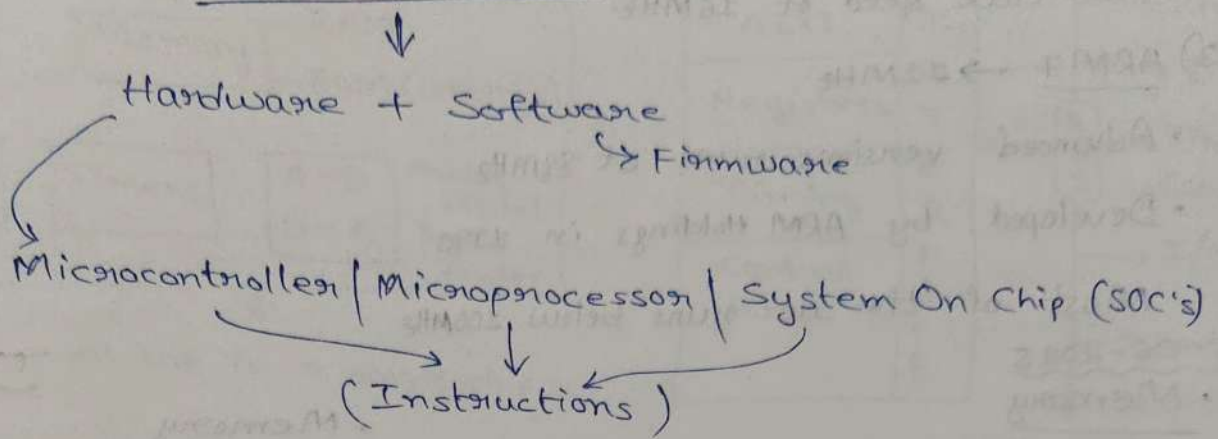 Hardware + Software
↳ Firmware
Microcontroller | Microprocessor | System On Chip (SOC's)
(Instructions)